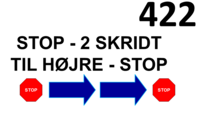 422
STOP - 2 SKRIDT
TIL HØJRE - STOP
STOP STOP